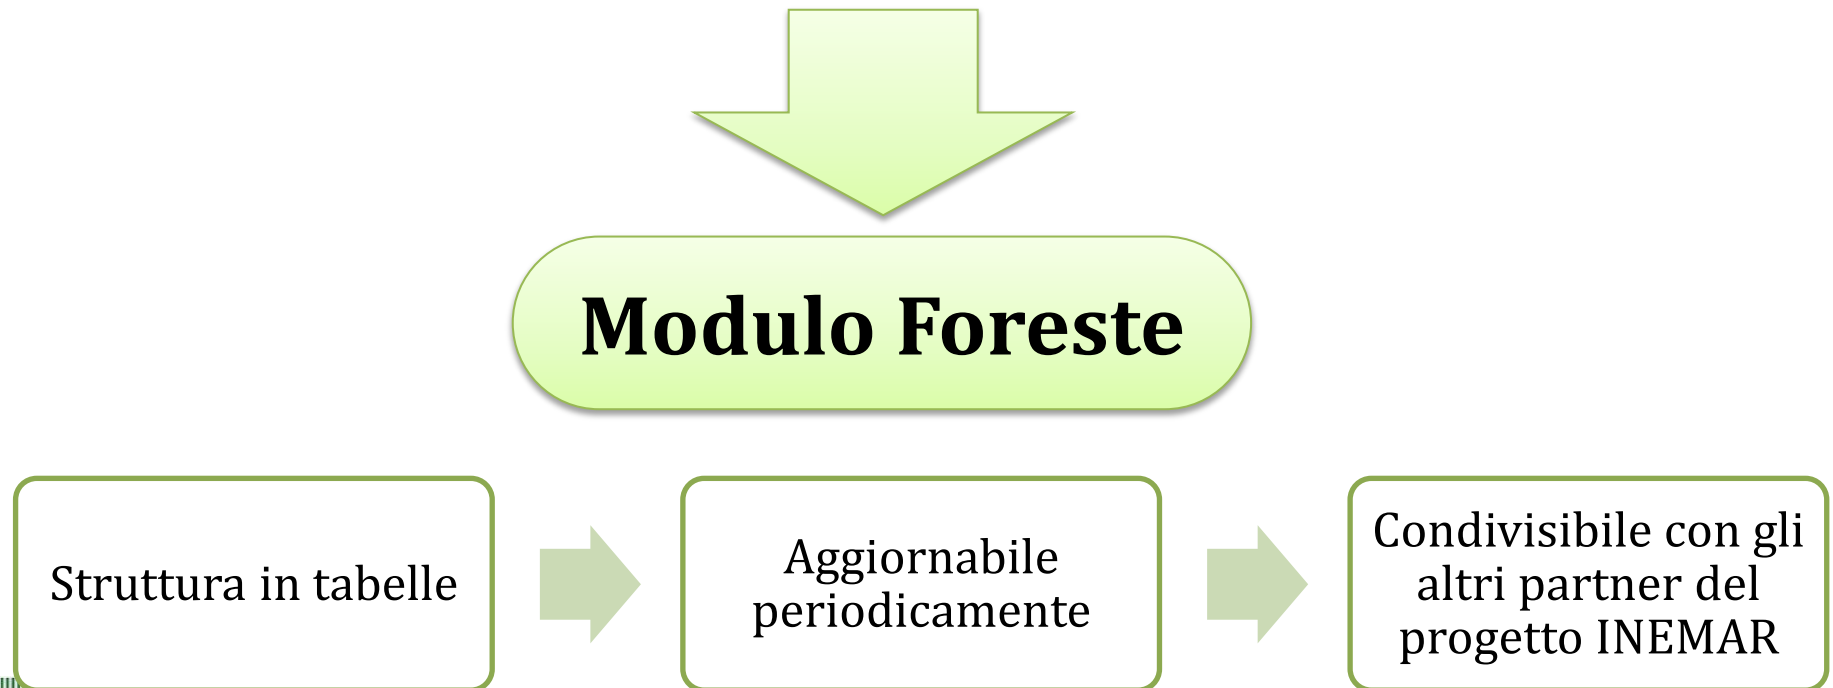 Modulo Foreste
Struttura in tabelle
Aggiornabile
periodicamente
Condivisibile con gli
altri partner del
progetto INEMAR